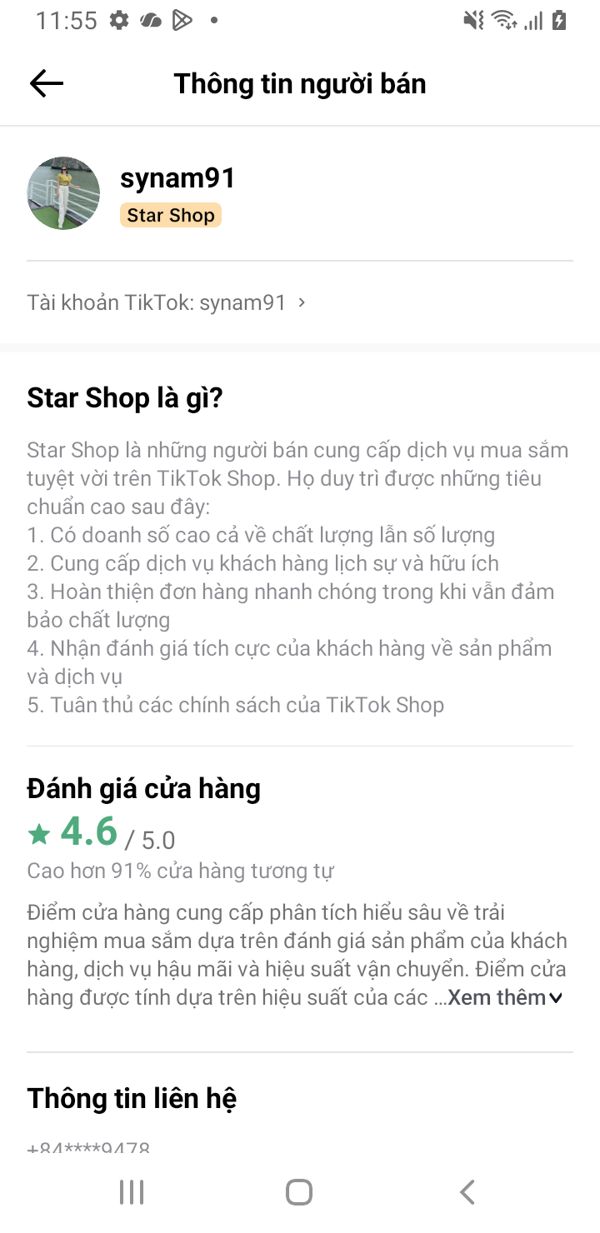 11:55
Thông tin người bán
synam91
Star Shop
Tài khoản TikTok: synam91 >
Star Shop là gì?
Star Shop là những người bán cung cấp dịch vụ mua sắm
tuyệt vời trên TikTok Shop. Họ duy trì được những tiêu
chuẩn cao sau đây:
1. Có doanh số cao cả về chất lượng lẫn số lượng
2. Cung cấp dịch vụ khách hàng lịch sự và hữu ích
3. Hoàn thiện đơn hàng nhanh chóng trong khi vẫn đảm
bảo chất lượng
4. Nhận đánh giá tích cực của khách hàng về sản phẩm
và dịch vụ
5. Tuân thủ các chính sách của TikTok Shop
Đánh giá cửa hàng
4.6 / 5.0
Cao hơn 91% cửa hàng tương tự
Điểm cửa hàng cung cấp phân tích hiểu sâu về trải
nghiệm mua sắm dựa trên đánh giá sản phẩm của khách
hàng, dịch vụ hậu mãi và hiệu suất vận chuyển. Điểm cửa
hàng được tính dựa trên hiệu suất của các ...Xem thêm
Thông tin liên hệ
+84****9478